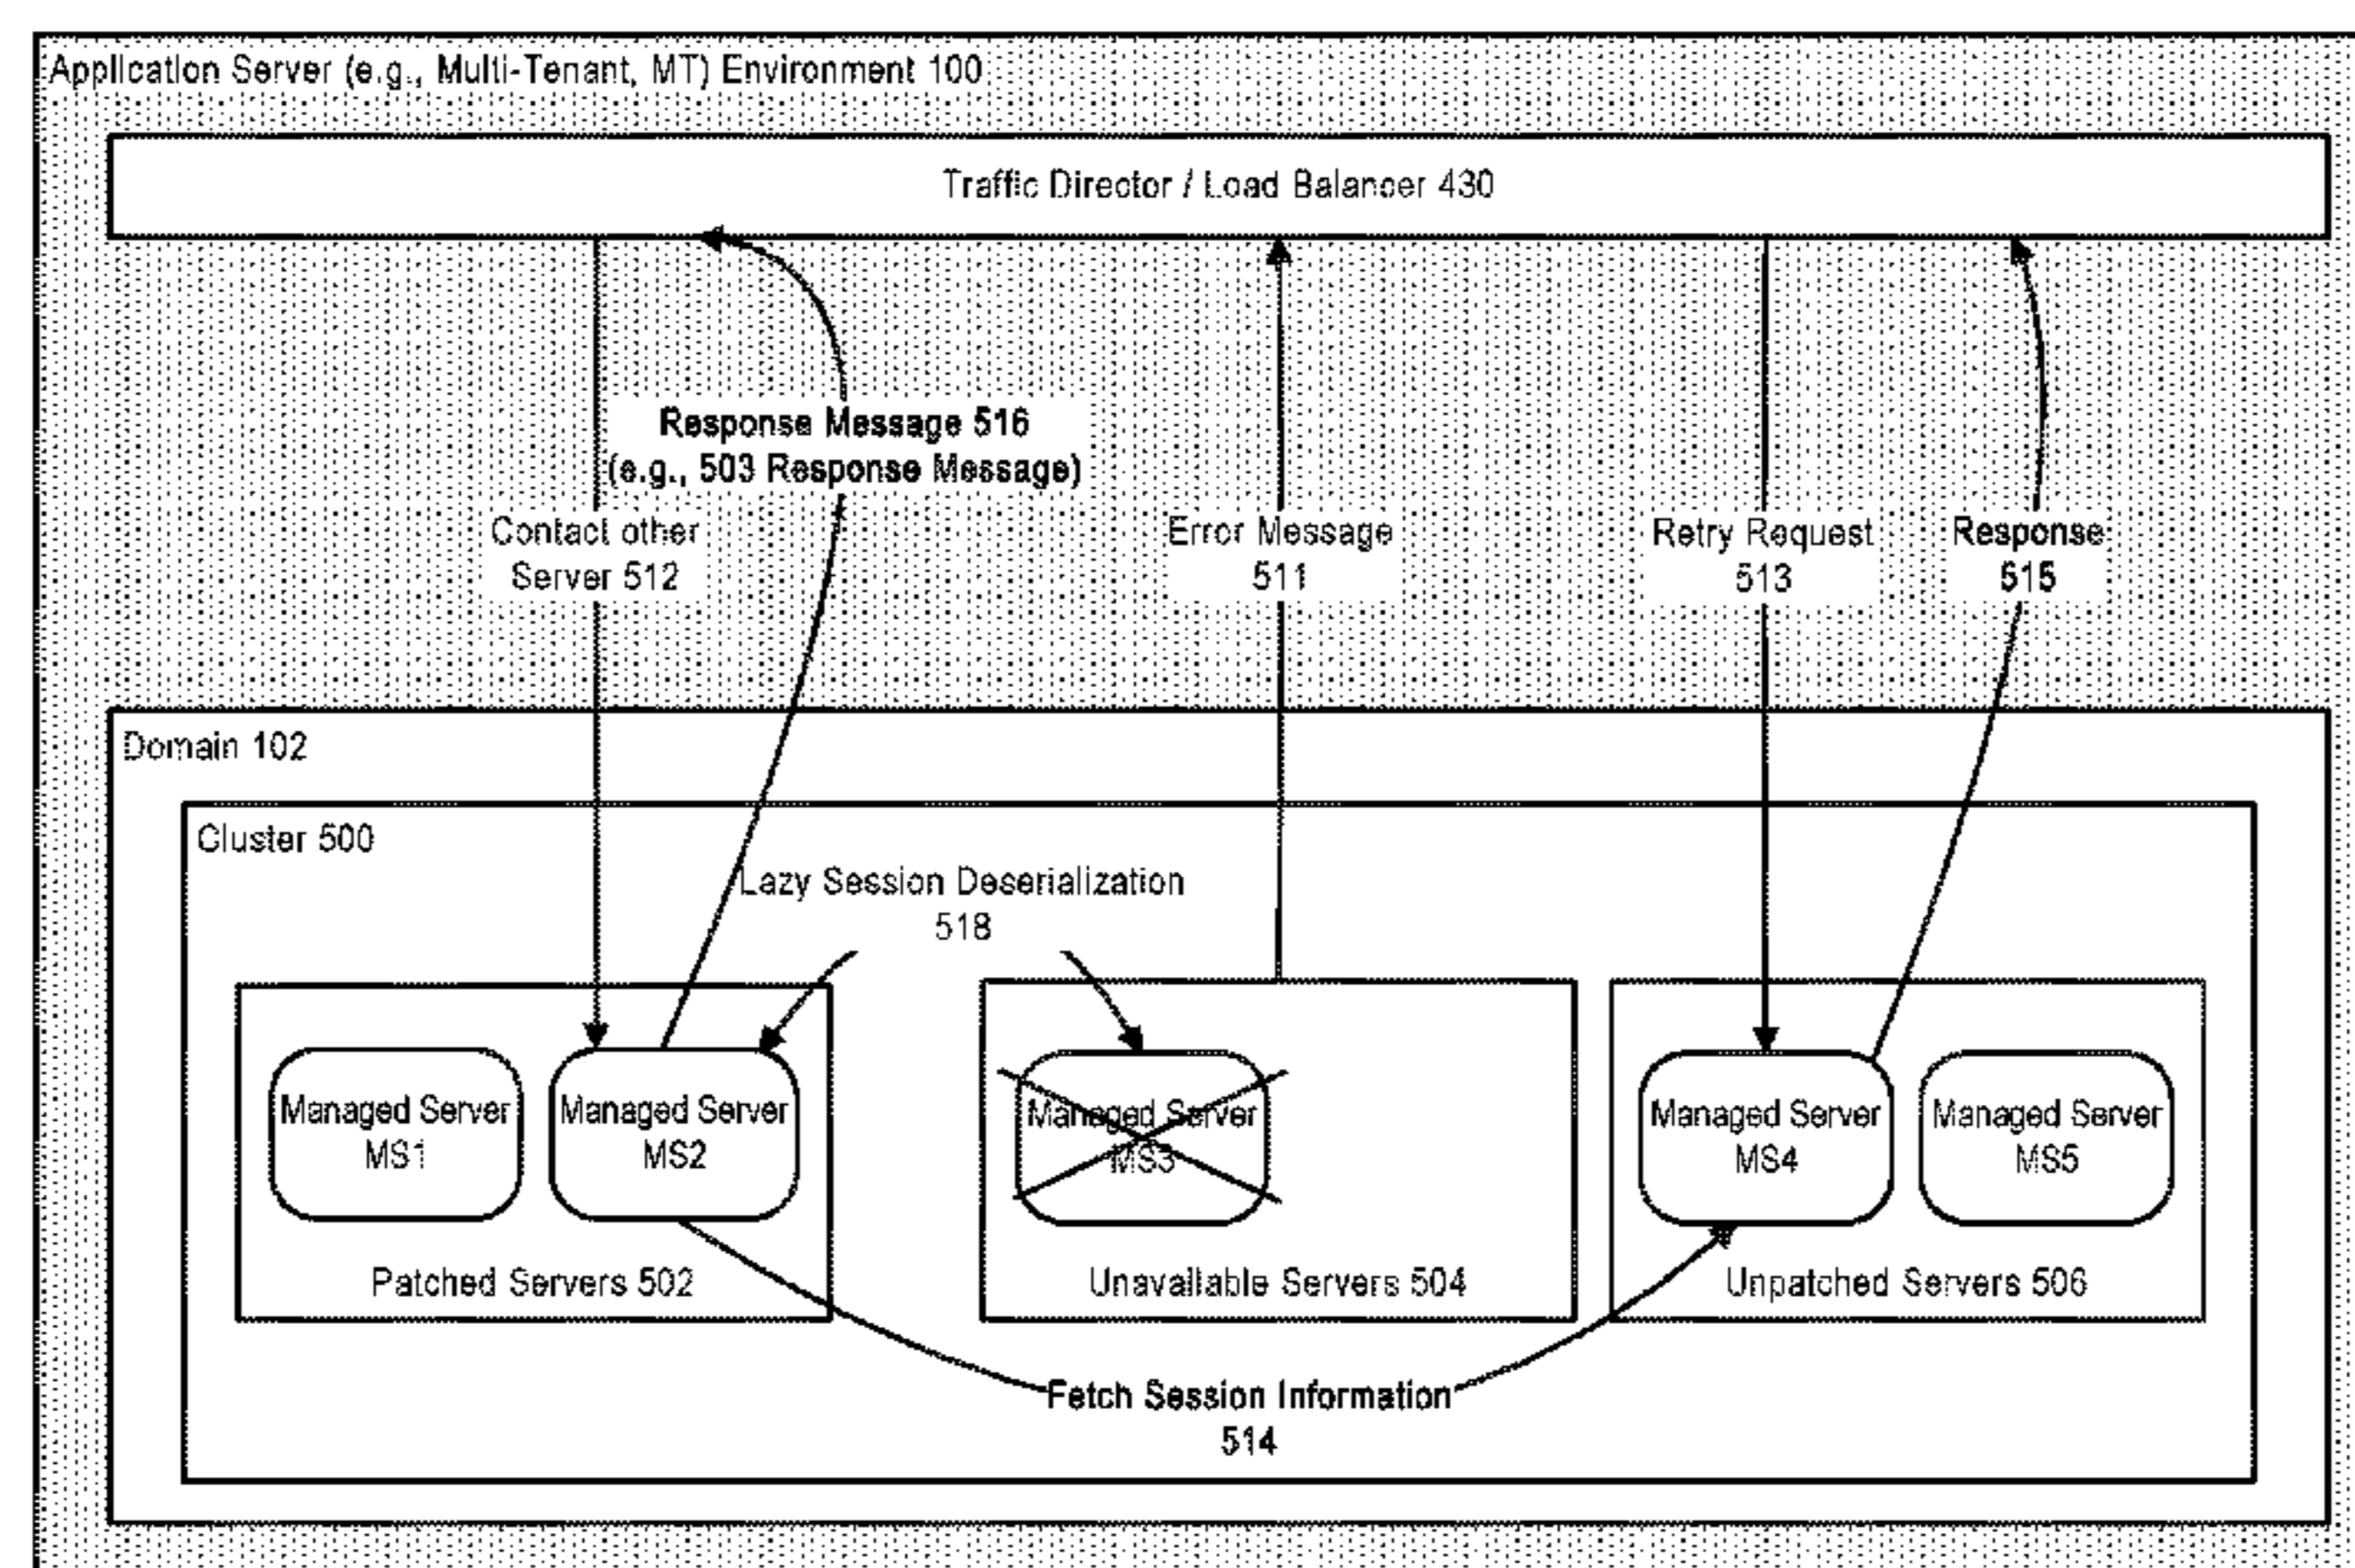 Application Server (e.g., Multi-Tenant, MT) Environment 100
Traffic Director / Load Balancer 430
Response Message 516
(e.g., 503 Response Message)
Contact other
Server 512
Error Message
511
Retry Request
513
Response
515
Domain 102
Cluster 500
Lazy Session Deserialization
518
Managed Server
MS1
Managed Server
MS2
Patched Servers 502
Managed Server
MS3
Unavailable Servers 504
Managed Server
MS4
Managed Server
MS5
Unpatched Servers 506
Fetch Session Information
514